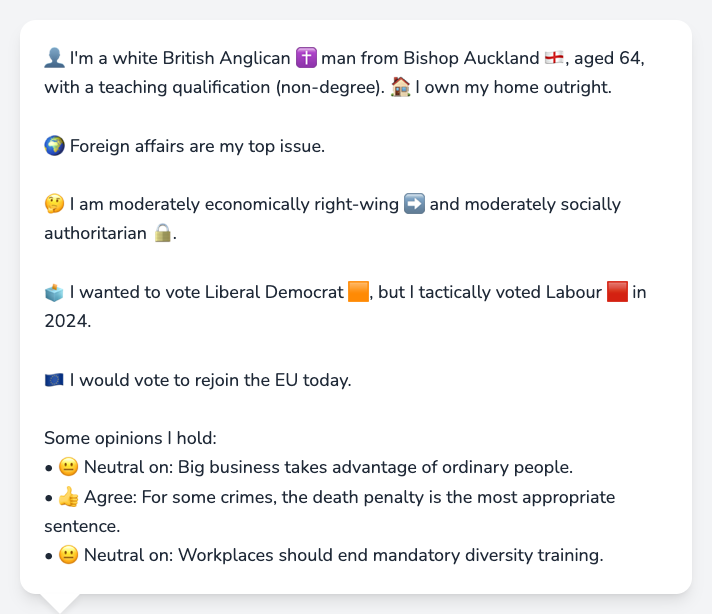 👤 I'm a white British Anglican ✝️ man from Bishop Auckland 🏴󠁧󠁢󠁥󠁮󠁧󠁿, aged 64,
with a teaching qualification (non-degree). 🏠 I own my home outright.
🌍 Foreign affairs are my top issue.
🤔 I am moderately economically right-wing ➡️ and moderately socially
authoritarian 🔒.
🗳️ I wanted to vote Liberal Democrat 🟧, but I tactically voted Labour 🟥 in
2024.
🇪🇺 I would vote to rejoin the EU today.
Some opinions I hold:
• 😐 Neutral on: Big business takes advantage of ordinary people.
• 👍 Agree: For some crimes, the death penalty is the most appropriate
sentence.
• 😐 Neutral on: Workplaces should end mandatory diversity training.